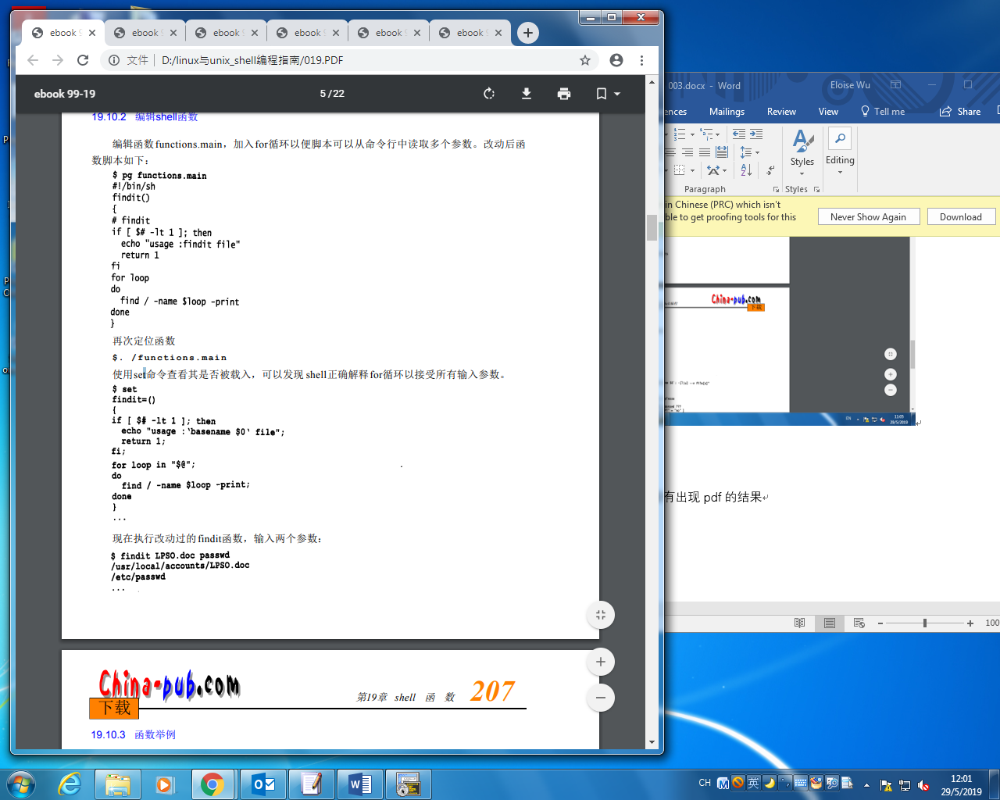 ebook 9
ebook 9
ebook 9
ebook 9
ebook 9
ebook 9
文件
D:/linux与unix_shell编程指南/019.PDF
ebook 99-19
5 / 22
19.10.2 编辑shell函数
编辑函数functions.main，加入for循环以便脚本可以从命令行中读取多个参数。改动后函
数脚本如下：
$ pg functions.main
#!/bin/sh
findit()
{
# findit
if [ $# -lt 1 ]; then
echo "usage :findit file"
return 1
fi
for loop
do
find / -name $loop -print
done
}
再次定位函数
$. /functions.main
使用set命令查看其是否被载入，可以发现 shell正确解释for循环以接受所有输入参数。
$ set
findit=()
{
if [ $# -lt 1 ]; then
echo "usage :`basename $0` file";
return 1;
fi;
for loop in "$@";
do
find / -name $loop -print;
done
}
...
现在执行改动过的findit函数，输入两个参数：
$ findit LPSO.doc passwd
/usr/local/accounts/LPSO.doc
/etc/passwd
...
China-pub.com
下载
第19章 shell 函 数 207
19.10.3 函数举例
003.docx - Word
Eloise Wu
ences
Mailings
Review
View
Tell me
Share
Styles
Editing
Paragraph
Styles
in Chinese (PRC) which isn't
ble to get proofing tools for this
Never Show Again
Download
China-pub.com
下载
EN
11:05
29/5/2019
有出现 pdf 的结果
100
CH
英
12:01
29/5/2019